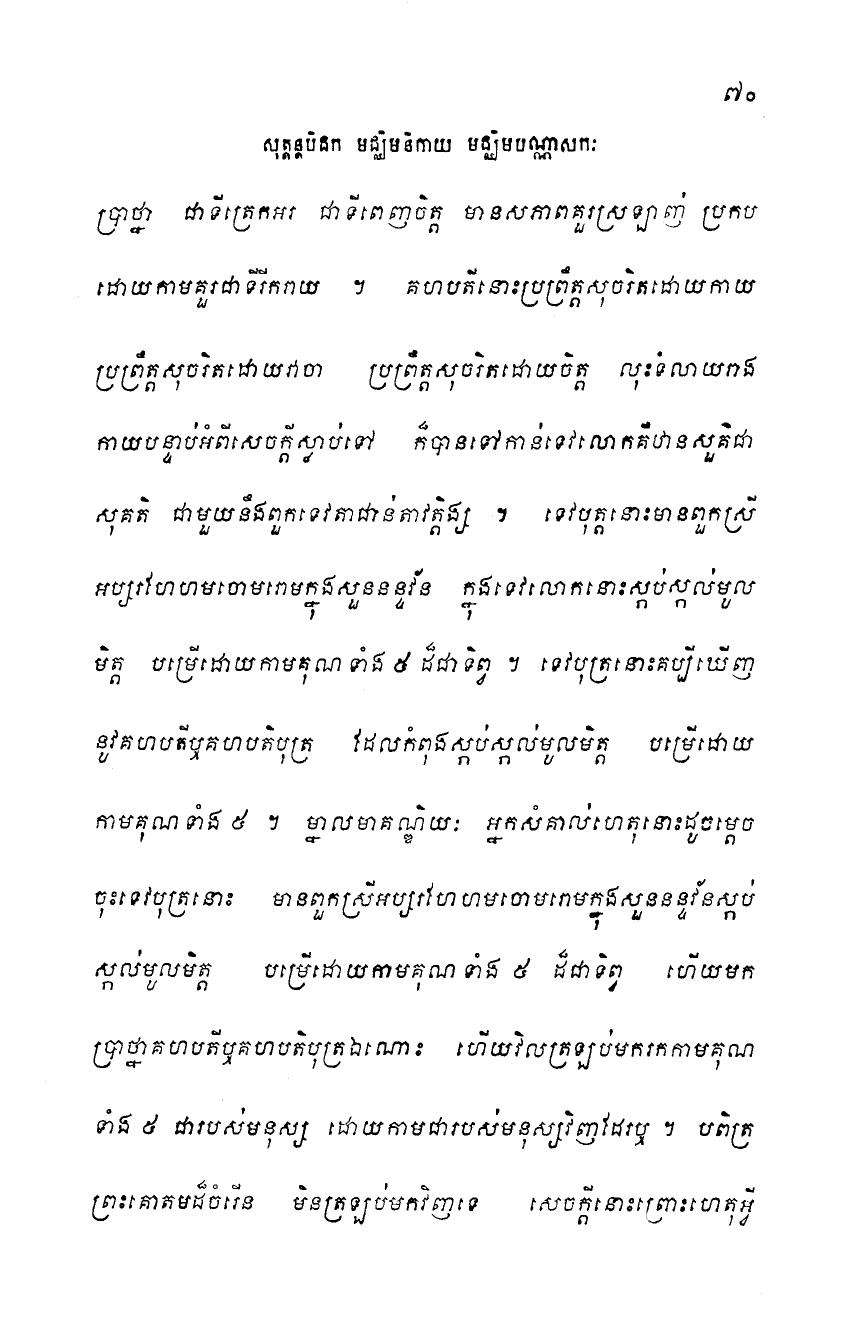 ៧០
សុត្តន្តបិដក មជ្ឈិមនិកាយ មជ្ឈិមបណ្ណាសកៈ
ប្រាថ្នា ជាទីត្រេកអរ ជាទីពេញចិត្ត មានសភាពគួរស្រឡាញ់ ប្រកប
ដោយកាមគួរជាទីរីករាយ ។ គហបតីនោះប្រព្រឹត្តសុចរិតដោយកាយ
ប្រព្រឹត្តសុចរិតដោយវាចា ប្រព្រឹត្តសុចរិតដោយចិត្ត លុះទំលាយរាង
កាយបន្ទាប់អំពីសេចក្តីស្លាប់ទៅ ក៏បានទៅកាន់ទេវលោកគឺឋានសួគ៌ជា
សុគតិ ជាមួយនឹងពួកទេវតាជាន់តាវត្តិង្ស ។ ទេវបុត្តនោះមានពួកស្រី
អប្សរហែហមចោមរោមក្នុងសួននន្ទវ័ន ក្នុងទេវលោកនោះស្កប់ស្កល់មូល
មិត្ត បម្រើដោយកាមគុណ ទាំង ៥ ដ៏ជាទិព្វ ។ ទេវបុត្រនោះគប្បីឃើញ
នូវគហបតីឬគហបតិបុត្រ ដែលកំពុងស្កប់ស្កល់មូលមិត្ត បម្រើដោយ
កាមគុណ ទាំង ៥ ។ ម្នាលមាគណ្ឌិយៈ អ្នកសំគាល់ហេតុនោះដូចម្តេច
ចុះទេវបុត្រនោះ មានពួកស្រីអប្សរហែហមចោមរោមក្នុងសួននន្ទវ័នស្កប់
ស្កល់មូលមិត្ត បម្រើដោយកាមគុណ ទាំង ៥ ដ៏ជាទិព្វ ហើយមក
ប្រាថ្នាគហបតីឬគហបតិបុត្រឯណោះ ហើយវិលត្រឡប់មករកកាមគុណ
ទាំង ៥ ជារបស់មនុស្ស ដោយកាមជារបស់មនុស្សវិញដែរឬ ។ បពិត្រ
ព្រះគោតមដ៏ចំរើន មិនត្រឡប់មកវិញទេ សេចក្តីនោះព្រោះហេតុអ្វី